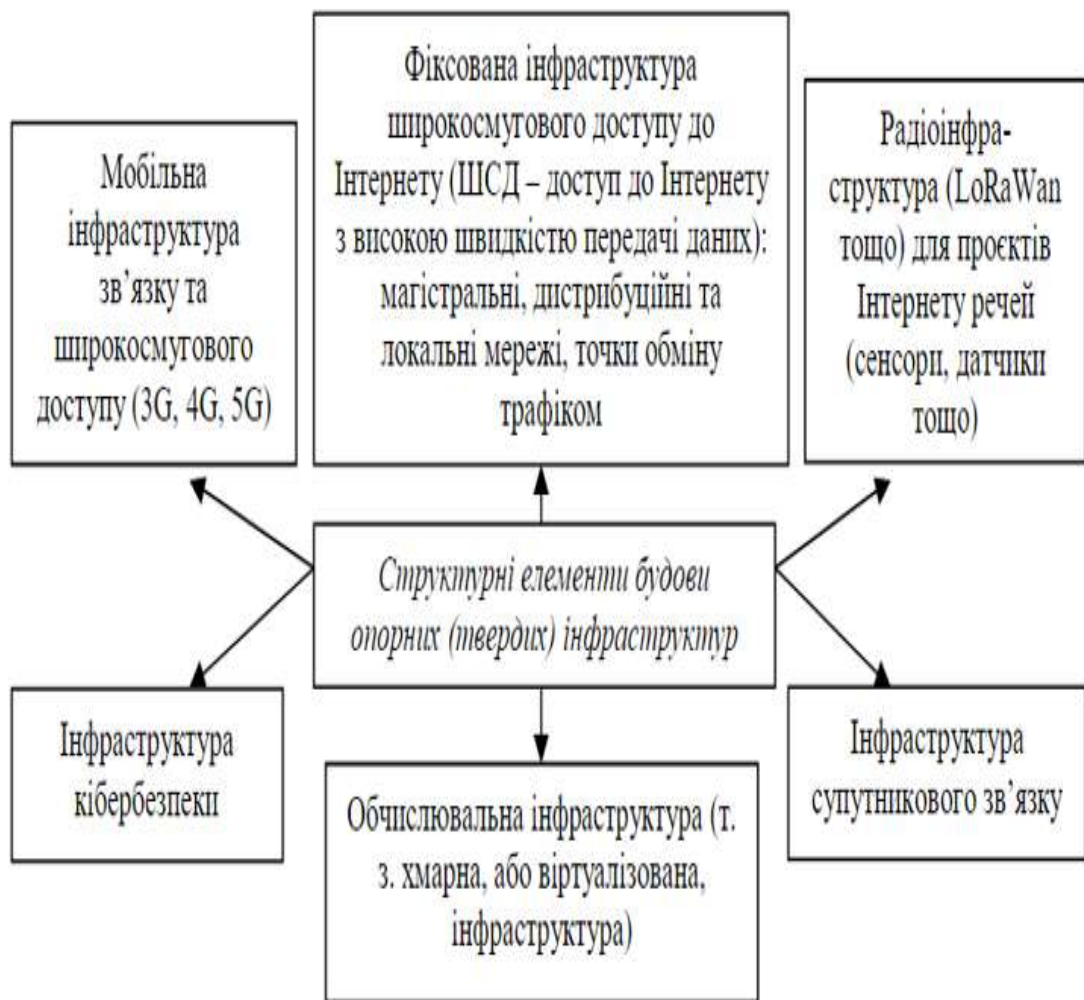 Мобільна
інфраструктура
зв’язку та
широкосмугового
доступу (3G, 4G, 5G)
Фіксована інфраструктура
широкосмугового доступу до
Інтернету (ШСД – доступ до Інтернету
з високою швидкістю передачі даних):
магістральні, дистрибуційні та
локальні мережі, точки обміну
трафіком
Радіоінфра-
структура (LoRaWan
тощо) для проєктів
Інтернету речей
(сенсори, датчики
тощо)
Структурні елементи будови
опорних (твердих) інфраструктур
Інфраструктура
кібербезпеки
Обчислювальна інфраструктура (т.
з. хмарна, або віртуалізована,
інфраструктура)
Інфраструктура
супутникового зв’язку